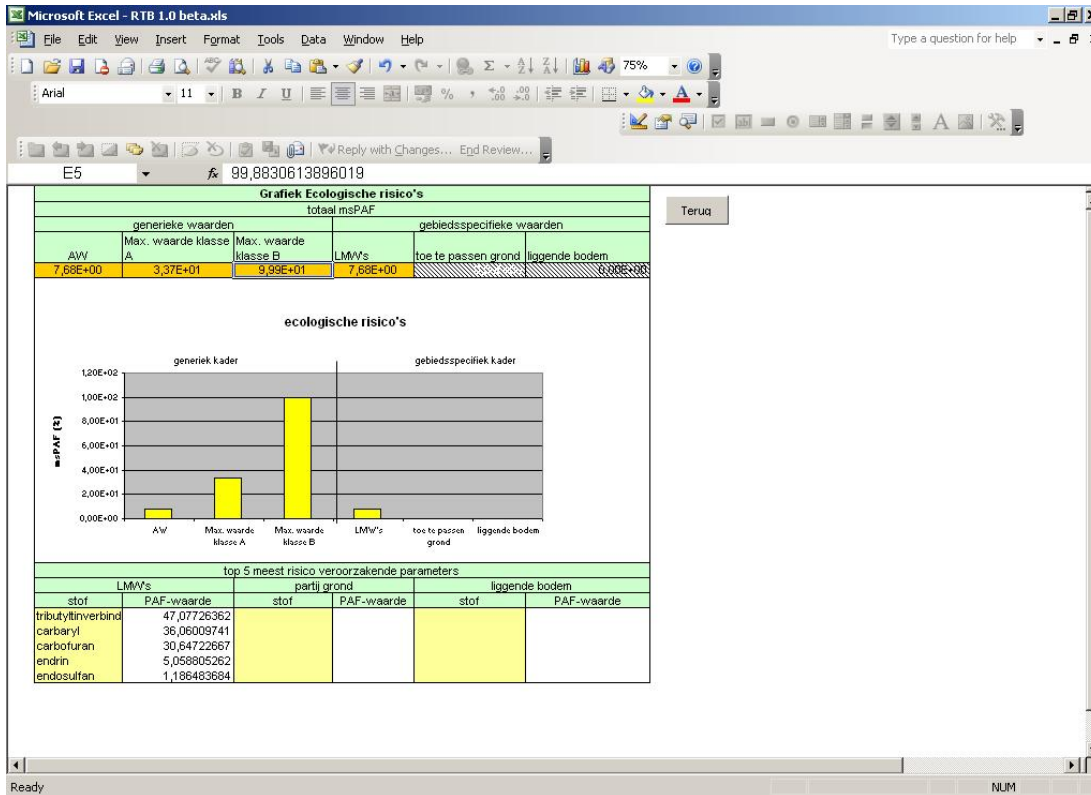 Microsoft Excel - RTB 1.0 beta.xls
File Edit View Insert Format Tools Data Window Help Type a question for help
75%
Arial 11 B I U
Reply with Changes... End Review...
E5 fx 99,8830613896019
Grafiek Ecologische risico's
totaal msPAF
generieke waarden gebiedsspecifieke waarden
AW Max. waarde klasse A Max. waarde klasse B LMW's toe te passen grond liggende bodem
7,68E+00 3,37E+01 9,99E+01 7,68E+00 0,00E+00
Terug
ecologische risico's
generiek kader gebiedsspecifiek kader
msPAF (%)
1,20E+02
1,00E+02
8,00E+01
6,00E+01
4,00E+01
2,00E+01
0,00E+00
AW Max. waarde klasse A Max. waarde klasse B LMW's toe te passen grond liggende bodem
top 5 meest risico veroorzakende parameters
LMW's partij grond liggende bodem
stof PAF-waarde stof PAF-waarde stof PAF-waarde
tributyltinverbind 47,07726362
carbaryl 36,06009741
carbofuran 30,64722667
endrin 5,058805262
endosulfan 1,186483684
Ready NUM